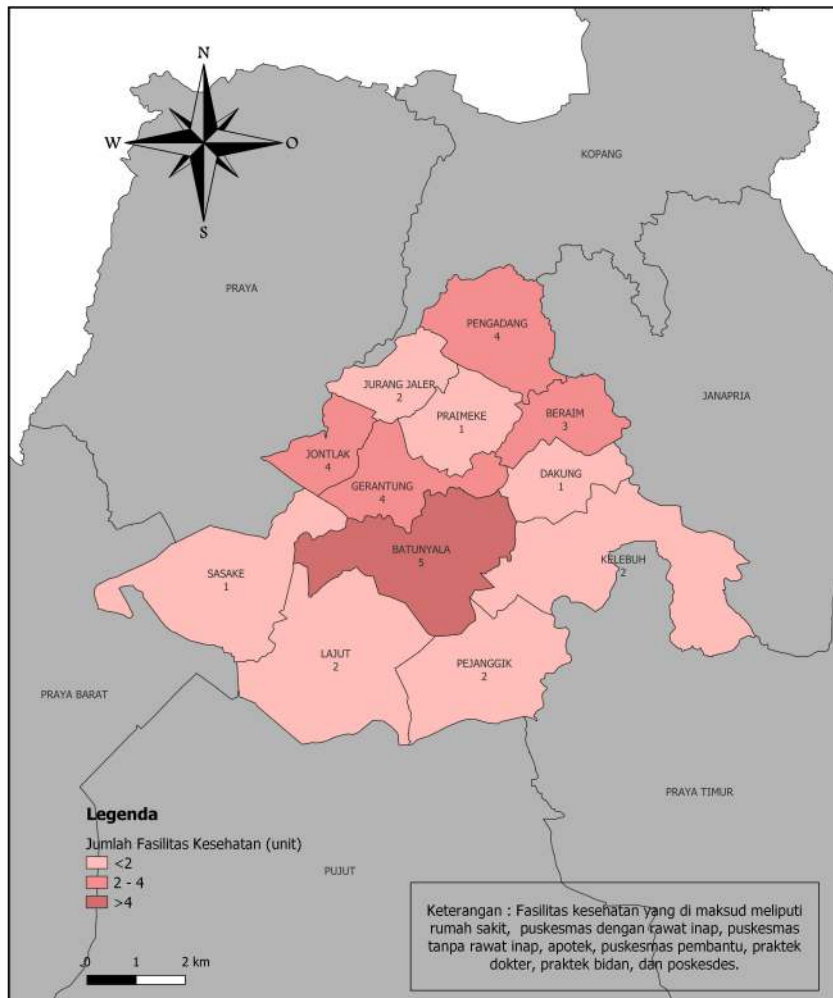 N
W
O
S
KOPANG
PRAYA
PENGADANG
4
JURANG JALER
2
PRAIMEKE
1
JANAPRIA
BERAIM
3
JONTLAK
4
GERANTUNG
4
DAKUNG
1
BATUNYALA
5
KELEBUH
2
SASAKE
1
LAJUT
2
PEJANGGIK
2
PRAYA BARAT
PRAYA TIMUR
PUJUT
Legenda
Jumlah Fasilitas Kesehatan (unit)
<2
2 - 4
>4
0 1 2 km
Keterangan : Fasilitas kesehatan yang di maksud meliputi
rumah sakit, puskesmas dengan rawat inap, puskesmas
tanpa rawat inap, apotek, puskesmas pembantu, praktek
dokter, praktek bidan, dan poskesdes.